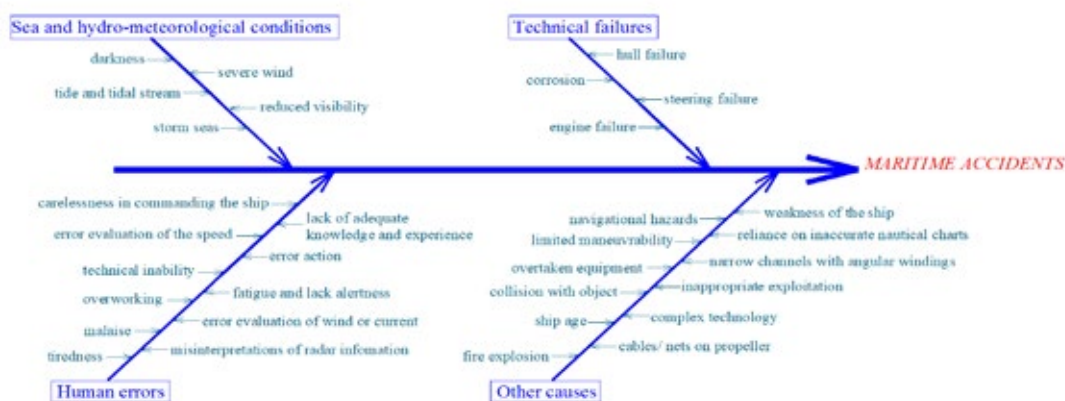 Sea and hydro-meteorological conditions
darkness
severe wind
tide and tidal stream
reduced visibility
storm seas
Technical failures
hull failure
corrosion
steering failure
engine failure
MARITIME ACCIDENTS
carelessness in commanding the ship
lack of adequate
knowledge and experience
error evaluation of the speed
error action
technical inability
fatigue and lack alertness
overworking
error evaluation of wind or current
malaise
misinterpretations of radar infomation
tiredness
Human errors
weakness of the ship
navigational hazards
reliance on inaccurate nautical charts
limited maneuvrability
narrow channels with angular windings
overtaken equipment
inappropriate exploitation
collision with object
complex technology
ship age
cables/ nets on propeller
fire explosion
Other causes